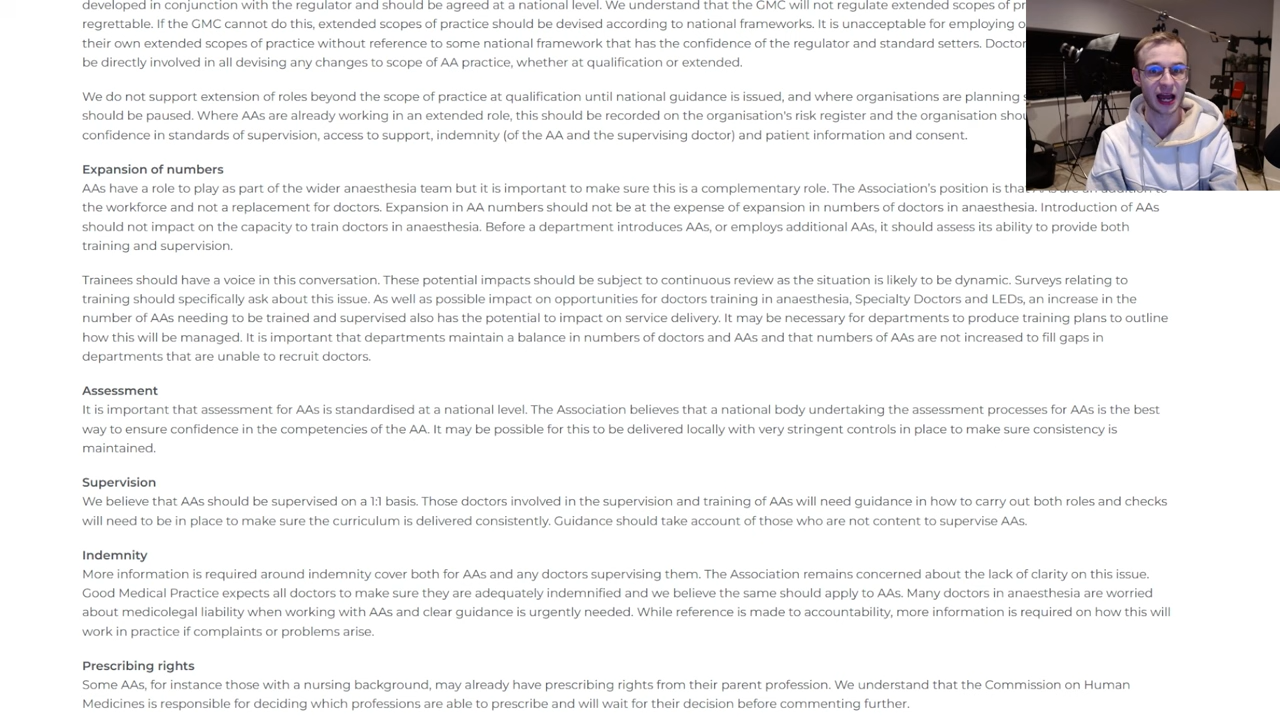 developed in conjunction with the regulator and should be agreed at a national level. We understand that the GMC will not regulate extended scopes of
regrettable. If the GMC cannot do this, extended scopes of practice should be devised according to national frameworks. It is unacceptable for employing
their own extended scopes of practice without reference to some national framework that has the confidence of the regulator and standard setters.
be directly involved in all devising any changes to scope of AA practice, whether at qualification or extended.
We do not support extension of roles beyond the scope of practice at qualification until national guidance is issued, and where organisations are planning
should be paused. Where AAs are already working in an extended role, this should be recorded on the organisation's risk register and the organisation
confidence in standards of supervision, access to support, indemnity (of the AA and the supervising doctor) and patient information and consent.
Expansion of numbers
AAs have a role to play as part of the wider anaesthesia team but it is important to make sure this is a complementary role. The Association's position is that AAs are an addition to
the workforce and not a replacement for doctors. Expansion in AA numbers should not be at the expense of expansion in numbers of doctors in anaesthesia. Introduction of AAs
should not impact on the capacity to train doctors in anaesthesia. Before a department introduces AAs, or employs additional AAs, it should assess its ability to provide both
training and supervision.
Trainees should have a voice in this conversation. These potential impacts should be subject to continuous review as the situation is likely to be dynamic. Surveys relating to
training should specifically ask about this issue. As well as possible impact on opportunities for doctors training in anaesthesia, Specialty Doctors and LEDs, an increase in the
number of AAs needing to be trained and supervised also has the potential to impact on service delivery. It may be necessary for departments to produce training plans to outline
how this will be managed. It is important that departments maintain a balance in numbers of doctors and AAs and that numbers of AAs are not increased to fill gaps in
departments that are unable to recruit doctors.
Assessment
It is important that assessment for AAs is standardised at a national level. The Association believes that a national body undertaking the assessment processes for AAs is the best
way to ensure confidence in the competencies of the AA. It may be possible for this to be delivered locally with very stringent controls in place to make sure consistency is
maintained.
Supervision
We believe that AAs should be supervised on a 1:1 basis. Those doctors involved in the supervision and training of AAs will need guidance in how to carry out both roles and checks
will need to be in place to make sure the curriculum is delivered consistently. Guidance should take account of those who are not content to supervise AAs.
Indemnity
More information is required around indemnity cover both for AAs and any doctors supervising them. The Association remains concerned about the lack of clarity on this issue.
Good Medical Practice expects all doctors to make sure they are adequately indemnified and we believe the same should apply to AAs. Many doctors in anaesthesia are worried
about medicolegal liability when working with AAs and clear guidance is urgently needed. While reference is made to accountability, more information is required on how this will
work in practice if complaints or problems arise.
Prescribing rights
Some AAs, for instance those with a nursing background, may already have prescribing rights from their parent profession. We understand that the Commission on Human
Medicines is responsible for deciding which professions are able to prescribe and will wait for their decision before commenting further.